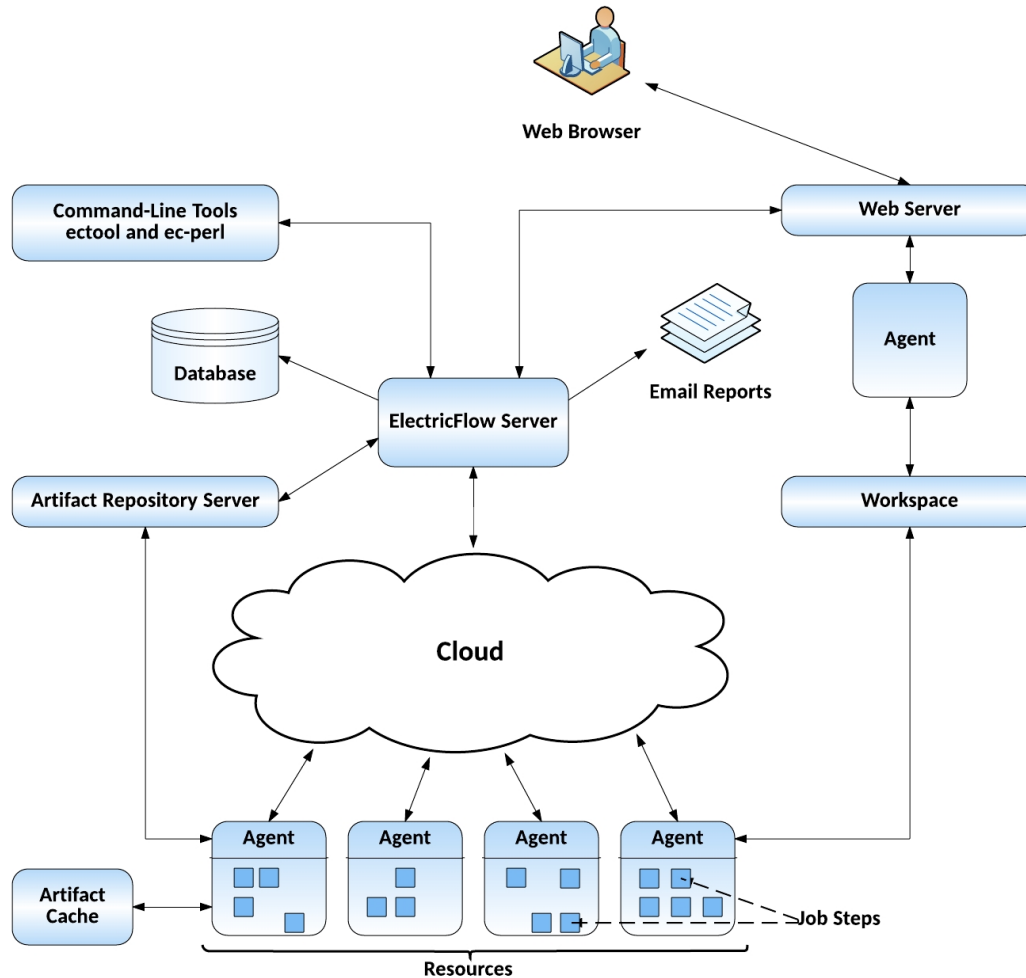 Web Browser
Command-Line Tools
ectool and ec-perl
Web Server
Database
Agent
Email Reports
ElectricFlow Server
Artifact Repository Server
Workspace
Cloud
Agent
Agent
Agent
Agent
Artifact
Cache
Job Steps
Resources